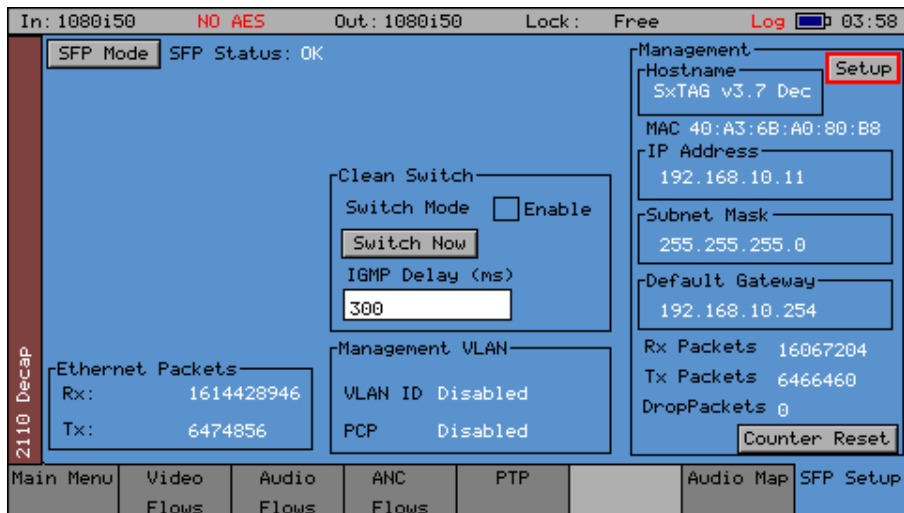 In: 1080i50 NO AES Out: 1080i50 Lock: Free Log 03:58
SFP Mode SFP Status: OK
2110 Decap
Ethernet Packets
Rx: 1614428946
Tx: 6474856
Clean Switch
Switch Mode Enable
Switch Now
IGMP Delay (ms)
300
Management VLAN
VLAN ID Disabled
PCP Disabled
Management
Setup
Hostname
SxTAG v3.7 Dec
MAC 40:A3:6B:A0:80:B8
IP Address
192.168.10.11
Subnet Mask
255.255.255.0
Default Gateway
192.168.10.254
Rx Packets 16067204
Tx Packets 6466460
DropPackets 0
Counter Reset
Main Menu Video Flows Audio Flows ANC Flows PTP Audio Map SFP Setup